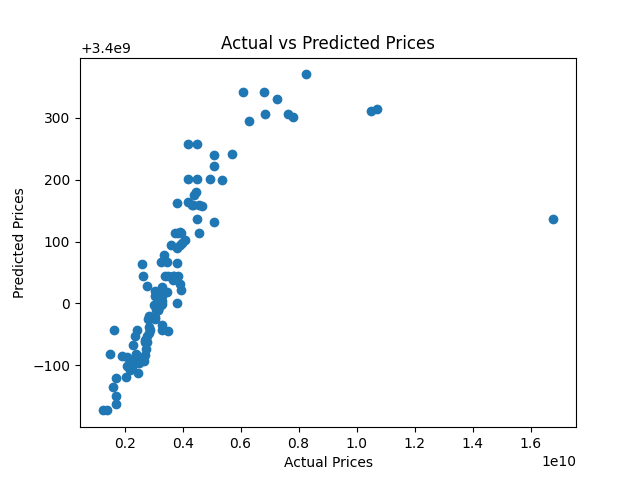 Actual vs Predicted Prices
+3.4e9
300
200
100
0
−100
Predicted Prices
0.2 0.4 0.6 0.8 1.0 1.2 1.4 1.6
1e10
Actual Prices